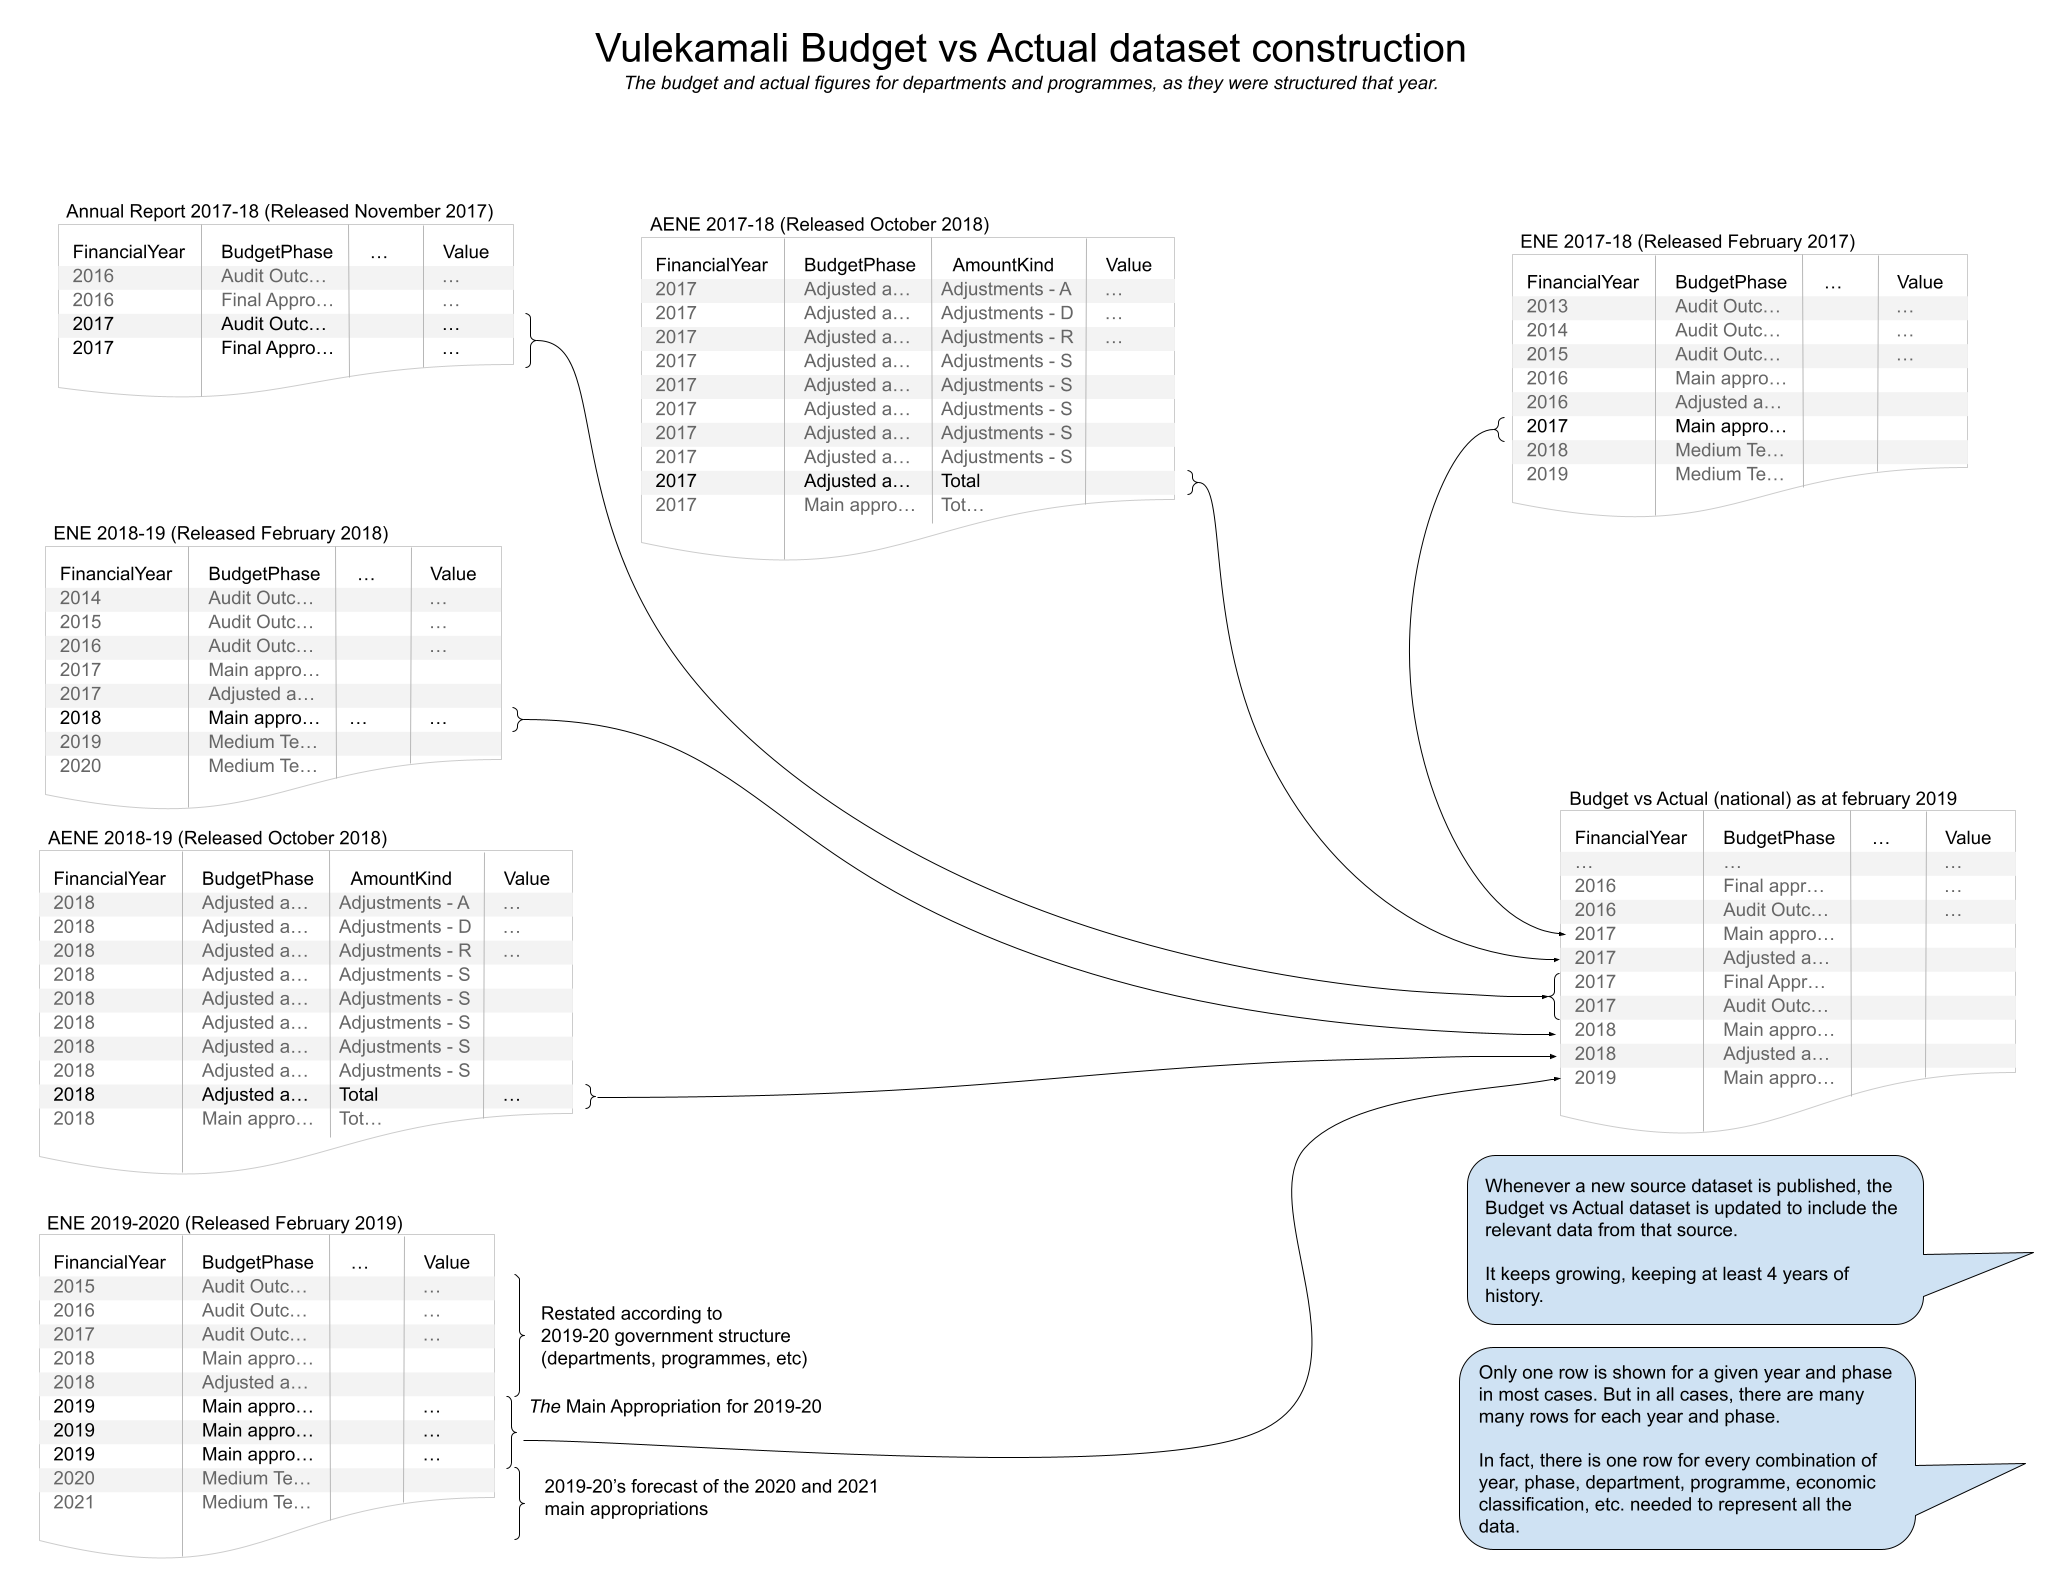 Vulekamali Budget vs Actual dataset construction
The budget and actual figures for departments and programmes, as they were structured that year.
Annual Report 2017-18 (Released November 2017)
FinancialYear BudgetPhase … Value
2016 Audit Outc… …
2016 Final Appro… …
2017 Audit Outc… …
2017 Final Appro… …
AENE 2017-18 (Released October 2018)
FinancialYear BudgetPhase AmountKind Value
2017 Adjusted a… Adjustments - A …
2017 Adjusted a… Adjustments - D …
2017 Adjusted a… Adjustments - R …
2017 Adjusted a… Adjustments - S
2017 Adjusted a… Adjustments - S
2017 Adjusted a… Adjustments - S
2017 Adjusted a… Adjustments - S
2017 Adjusted a… Adjustments - S
2017 Adjusted a… Total
2017 Main appro… Tot…
ENE 2017-18 (Released February 2017)
FinancialYear BudgetPhase … Value
2013 Audit Outc… …
2014 Audit Outc… …
2015 Audit Outc… …
2016 Main appro…
2016 Adjusted a…
2017 Main appro…
2018 Medium Te…
2019 Medium Te…
ENE 2018-19 (Released February 2018)
FinancialYear BudgetPhase … Value
2014 Audit Outc… …
2015 Audit Outc… …
2016 Audit Outc… …
2017 Main appro…
2017 Adjusted a…
2018 Main appro… … …
2019 Medium Te…
2020 Medium Te…
AENE 2018-19 (Released October 2018)
FinancialYear BudgetPhase AmountKind Value
2018 Adjusted a… Adjustments - A …
2018 Adjusted a… Adjustments - D …
2018 Adjusted a… Adjustments - R …
2018 Adjusted a… Adjustments - S
2018 Adjusted a… Adjustments - S
2018 Adjusted a… Adjustments - S
2018 Adjusted a… Adjustments - S
2018 Adjusted a… Adjustments - S
2018 Adjusted a… Total …
2018 Main appro… Tot…
Budget vs Actual (national) as at february 2019
FinancialYear BudgetPhase … Value
… … …
2016 Final appr… …
2016 Audit Outc… …
2017 Main appro…
2017 Adjusted a…
2017 Final Appr…
2017 Audit Outc…
2018 Main appro…
2018 Adjusted a…
2019 Main appro…
ENE 2019-2020 (Released February 2019)
FinancialYear BudgetPhase … Value
2015 Audit Outc… …
2016 Audit Outc… …
2017 Audit Outc… …
2018 Main appro…
2018 Adjusted a…
2019 Main appro… …
2019 Main appro… …
2019 Main appro… …
2020 Medium Te…
2021 Medium Te…
Restated according to
2019-20 government structure
(departments, programmes, etc)
The Main Appropriation for 2019-20
2019-20’s forecast of the 2020 and 2021
main appropriations
Whenever a new source dataset is published, the
Budget vs Actual dataset is updated to include the
relevant data from that source.
It keeps growing, keeping at least 4 years of
history.
Only one row is shown for a given year and phase
in most cases. But in all cases, there are many
many rows for each year and phase.
In fact, there is one row for every combination of
year, phase, department, programme, economic
classification, etc. needed to represent all the
data.